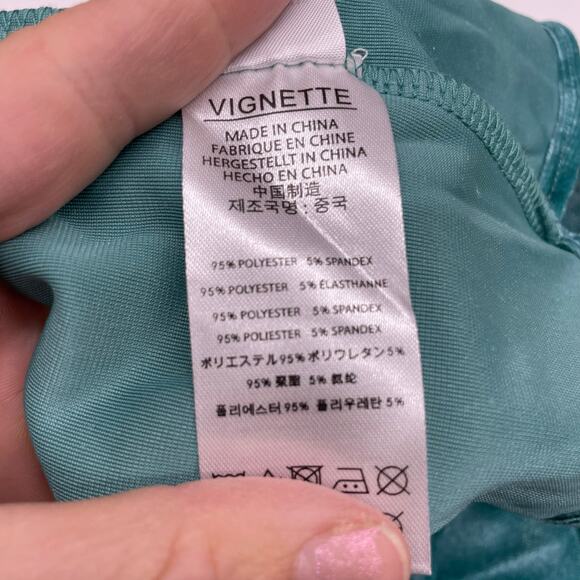 VIGNETTE
MADE IN CHINA
FABRIQUE EN CHINE
HERGESTELLT IN CHINA
HECHO EN CHINA
中国制造
제조국명 : 중국
95% POLYESTER 5% SPANDEX
95% POLYESTER 5% ÉLASTHANNE
95% POLYESTER 5% SPANDEX
95% POLIESTER 5% SPANDEX
ポリエステル95% ポリウレタン5%
95% 聚酯 5% 氨纶
폴리에스터 95% 폴리우레탄 5%